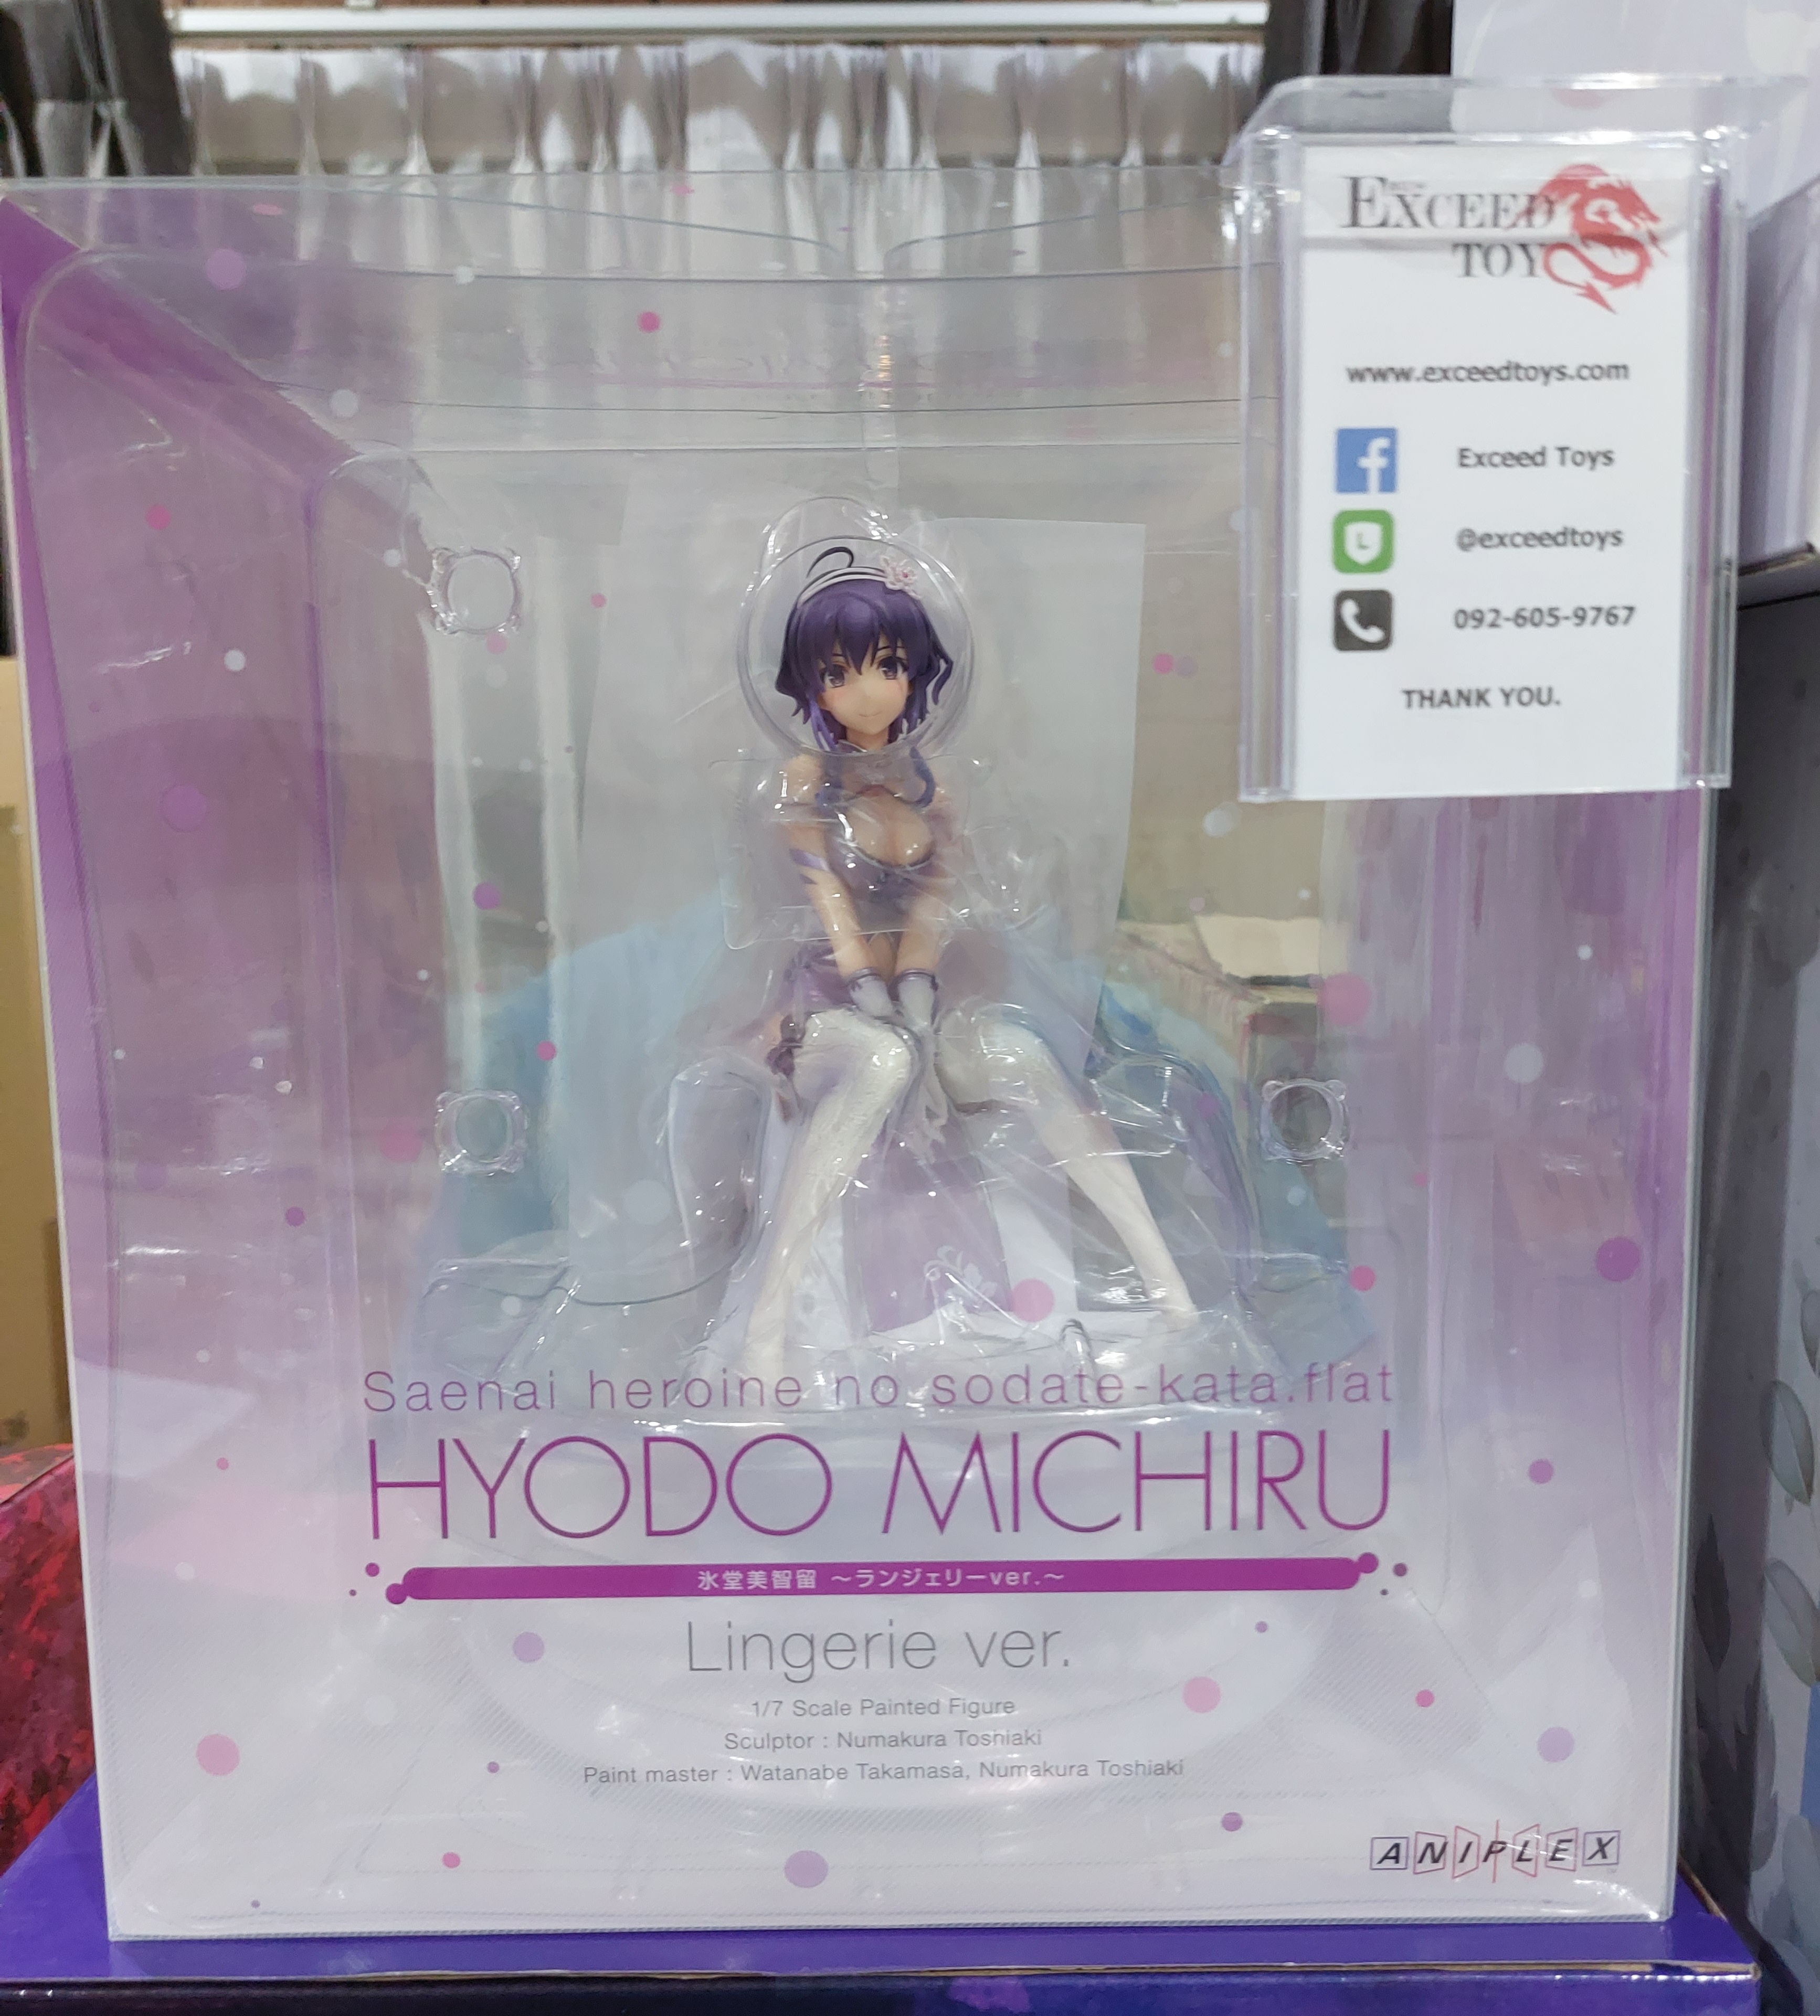 EXCEED
TOYS
www.exceedtoys.com
Exceed Toys
@exceedtoys
092-605-9767
THANK YOU.
Saenai heroine no sodate-kata.flat
HYODO MICHIRU
氷堂美智留 〜ランジェリーver.〜
Lingerie ver.
1/7 Scale Painted Figure
Sculptor : Numakura Toshiaki
Paint master : Watanabe Takamasa, Numakura Toshiaki
ANIPLEX